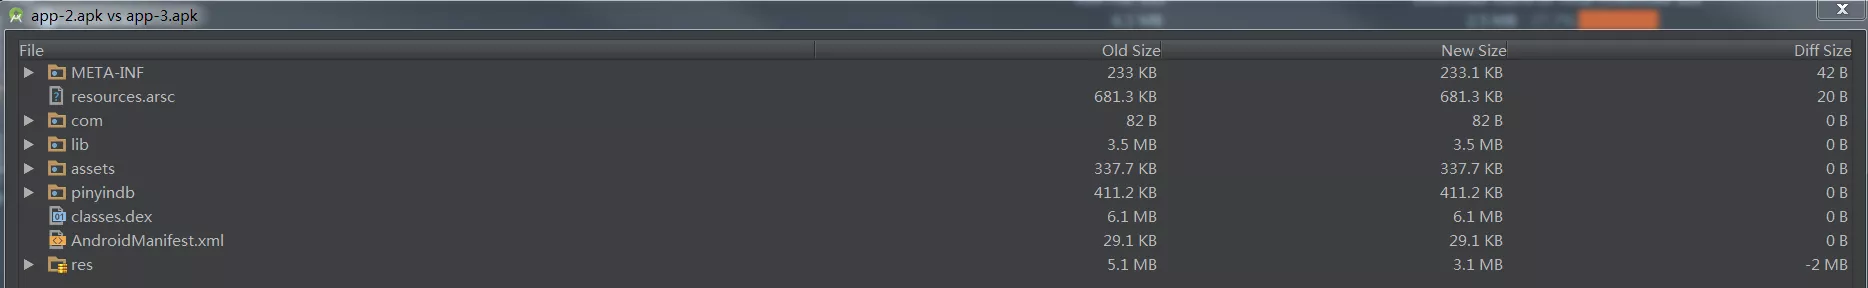 app-2.apk vs app-3.apk
File Old Size New Size Diff Size
META-INF 233 KB 233.1 KB 42 B
resources.arsc 681.3 KB 681.3 KB 20 B
com 82 B 82 B 0 B
lib 3.5 MB 3.5 MB 0 B
assets 337.7 KB 337.7 KB 0 B
pinyindb 411.2 KB 411.2 KB 0 B
classes.dex 6.1 MB 6.1 MB 0 B
AndroidManifest.xml 29.1 KB 29.1 KB 0 B
res 5.1 MB 3.1 MB -2 MB